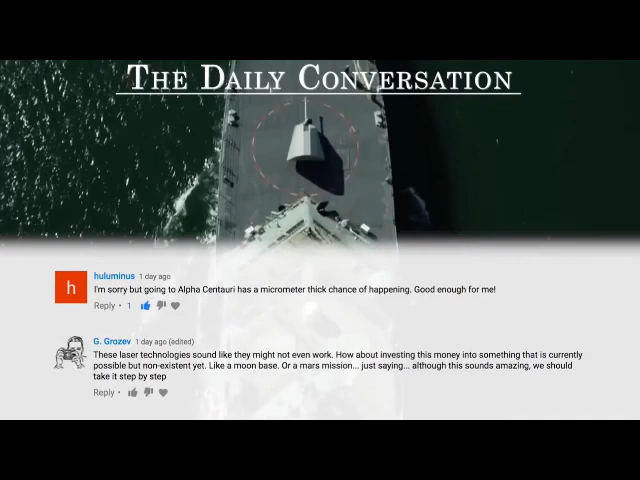 THE DAILY CONVERSATION
h
huluminus 1 day ago
I'm sorry but going to Alpha Centauri has a micrometer thick chance of happening. Good enough for me!
Reply • 1
G. Grozev 1 day ago (edited)
These laser technologies sound like they might not even work. How about investing this money into something that is currently
possible but non-existent yet. Like a moon base. Or a mars mission... just saying... although this sounds amazing, we should
take it step by step
Reply •